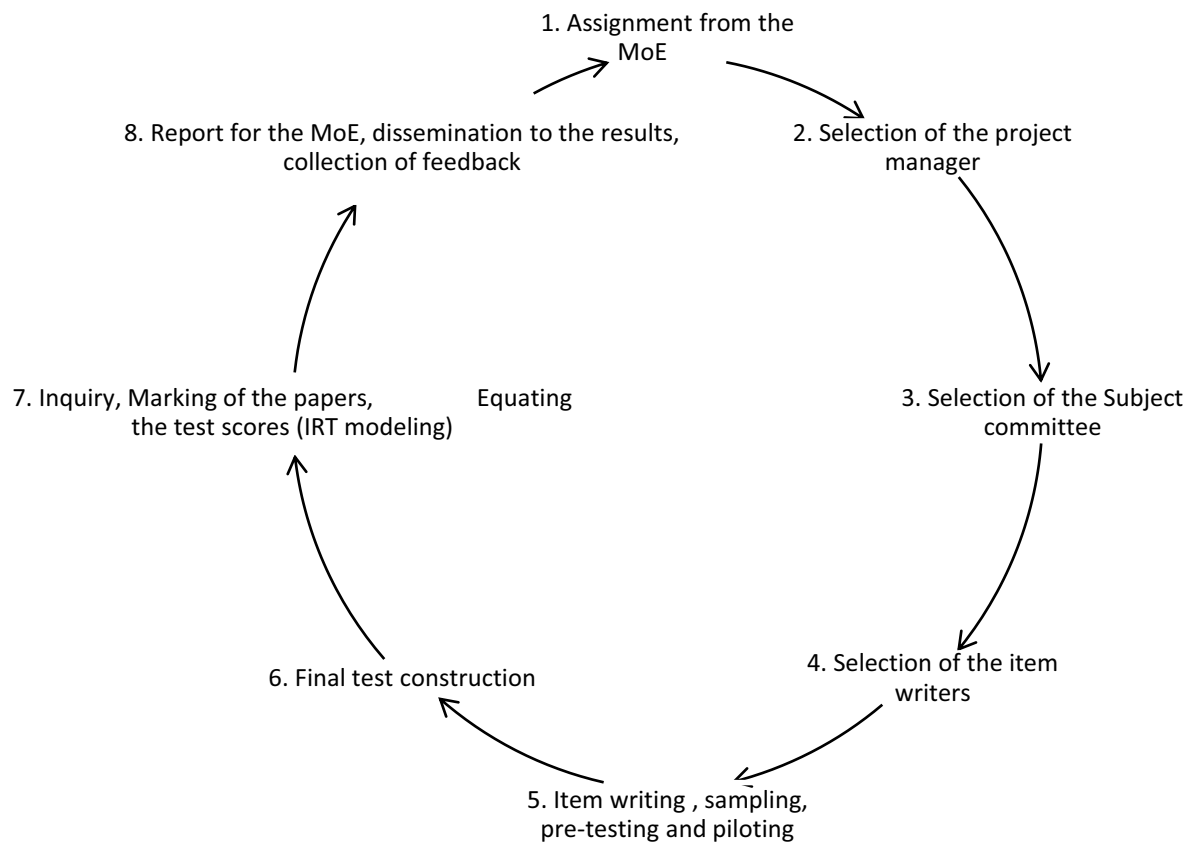 1. Assignment from the
MoE
2. Selection of the project
manager
3. Selection of the Subject
committee
4. Selection of the item
writers
5. Item writing , sampling,
pre-testing and piloting
6. Final test construction
7. Inquiry, Marking of the papers, Equating
the test scores (IRT modeling)
8. Report for the MoE, dissemination to the results,
collection of feedback